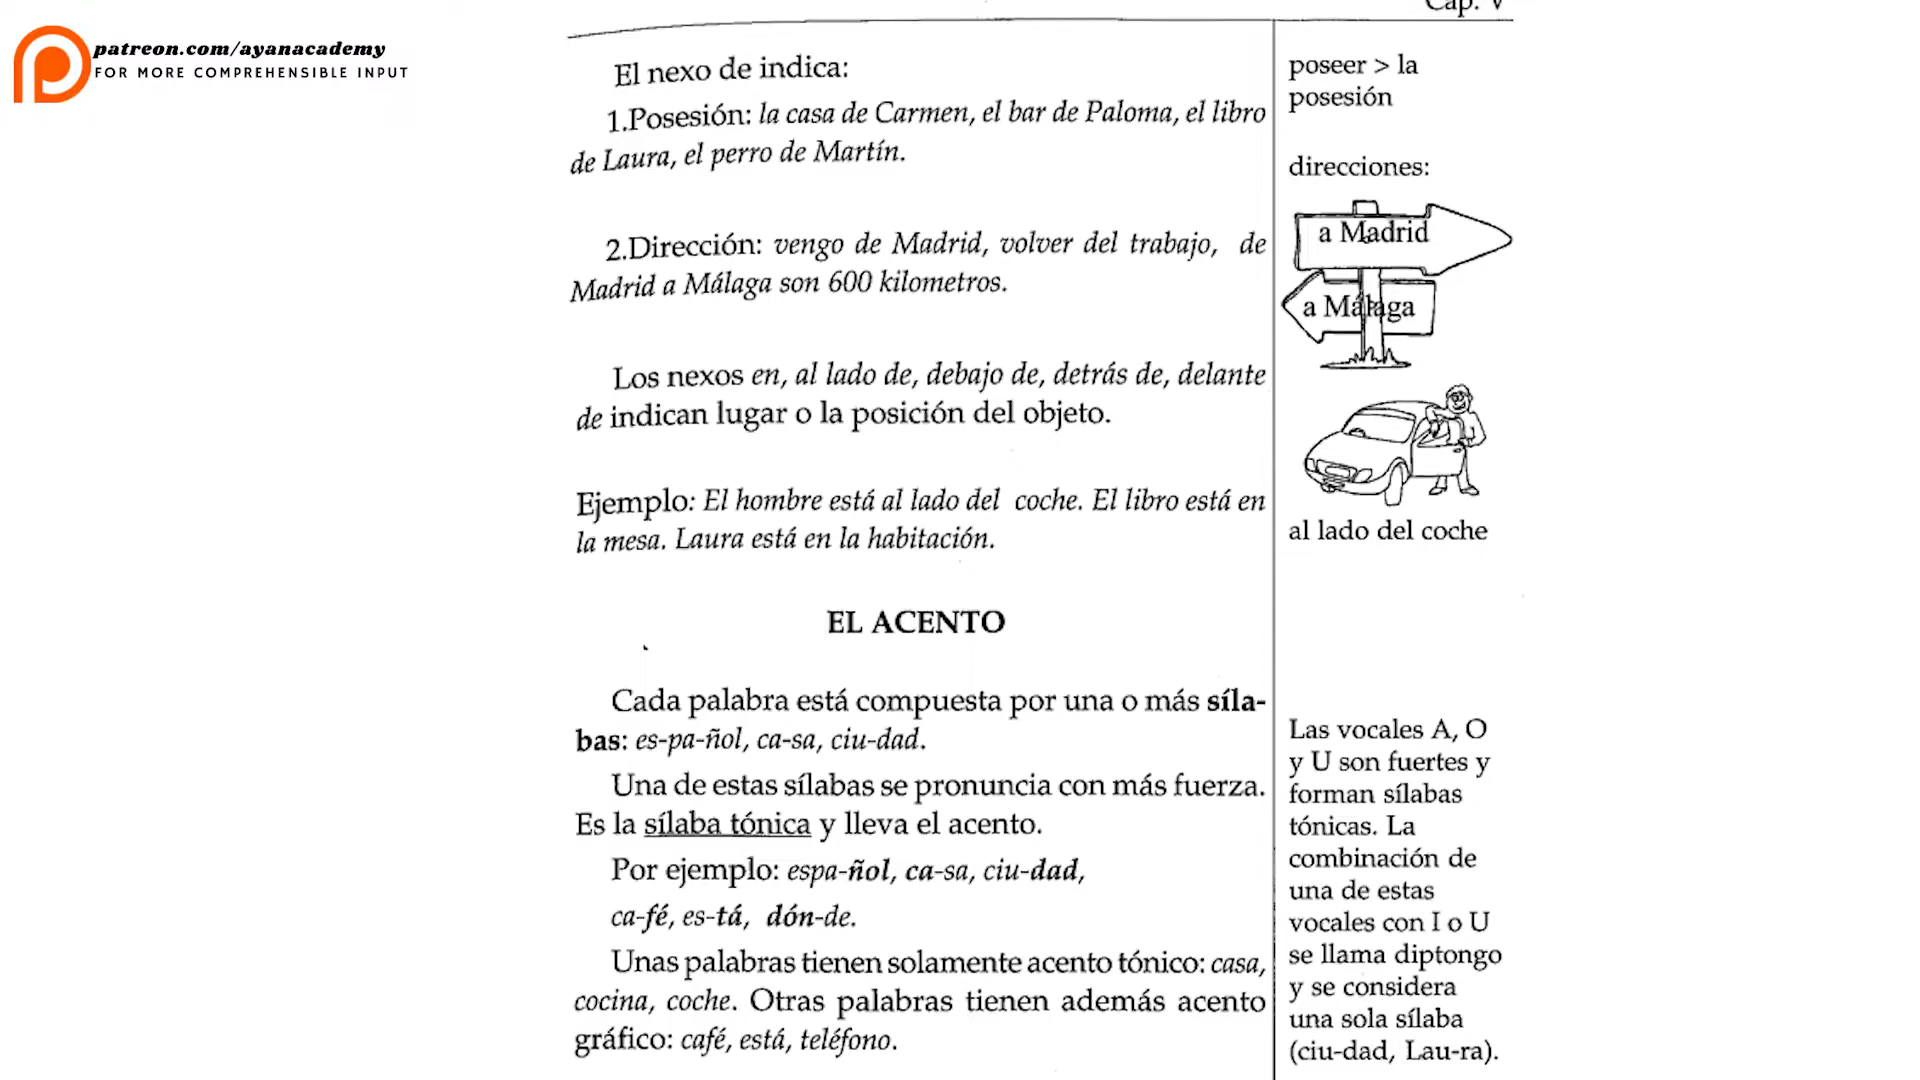 Cap. V
patreon.com/ayanacademy
FOR MORE COMPREHENSIBLE INPUT
El nexo de indica:
1.Posesión: la casa de Carmen, el bar de Paloma, el libro
de Laura, el perro de Martín.
2.Dirección: vengo de Madrid, volver del trabajo, de
Madrid a Málaga son 600 kilometros.
Los nexos en, al lado de, debajo de, detrás de, delante
de indican lugar o la posición del objeto.
Ejemplo: El hombre está al lado del coche. El libro está en
la mesa. Laura está en la habitación.
EL ACENTO
Cada palabra está compuesta por una o más síla-
bas: es-pa-ñol, ca-sa, ciu-dad.
Una de estas sílabas se pronuncia con más fuerza.
Es la sílaba tónica y lleva el acento.
Por ejemplo: espa-ñol, ca-sa, ciu-dad,
ca-fé, es-tá, dón-de.
Unas palabras tienen solamente acento tónico: casa,
cocina, coche. Otras palabras tienen además acento
gráfico: café, está, teléfono.
poseer > la
posesión
direcciones:
a Madrid
a Málaga
al lado del coche
Las vocales A, O
y U son fuertes y
forman sílabas
tónicas. La
combinación de
una de estas
vocales con I o U
se llama diptongo
y se considera
una sola sílaba
(ciu-dad, Lau-ra).